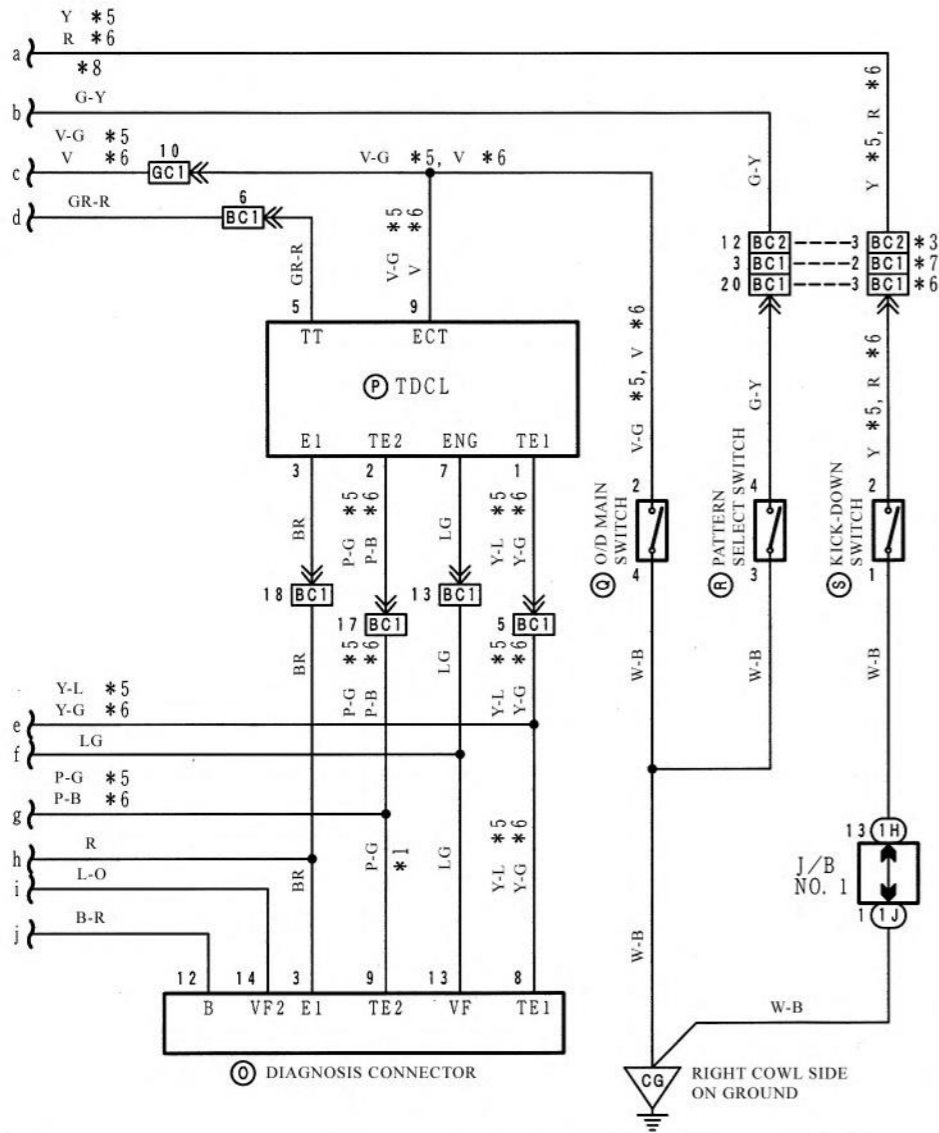 Y *5
R *6
*8
a
G-Y
b
V-G *5
V *6
c
10
GC1
V-G *5, V *6
GR-R
d
6
BC1
GR-R
V-G *5
V *6
G-Y
Y *5, R *6
12 BC2 3 BC2 *3
3 BC1 2 BC1 *7
20 BC1 3 BC1 *6
5 9
TT ECT
P TDCL
E1 TE2 ENG TE1
3 2 7 1
BR
P-G *5
P-B *6
LG
Y-L *5
Y-G *6
V-G *5, V *6
G-Y
Y *5, R *6
2
Q O/D MAIN
SWITCH
4
4
R PATTERN
SELECT SWITCH
3
2
S KICK-DOWN
SWITCH
1
18 BC1
13 BC1
17 BC1
5 BC1
BR
P-G *5
P-B *6
LG
Y-L *5
Y-G *6
W-B
W-B
W-B
Y-L *5
Y-G *6
e
LG
f
P-G *5
P-B *6
g
R
h
L-O
i
B-R
j
BR
P-G *1
LG
Y-L *5
Y-G *6
W-B
13 1H
J/B
NO. 1
1 1J
W-B
12 14 3 9 13 8
B VF2 E1 TE2 VF TE1
O DIAGNOSIS CONNECTOR
CG
RIGHT COWL SIDE
ON GROUND